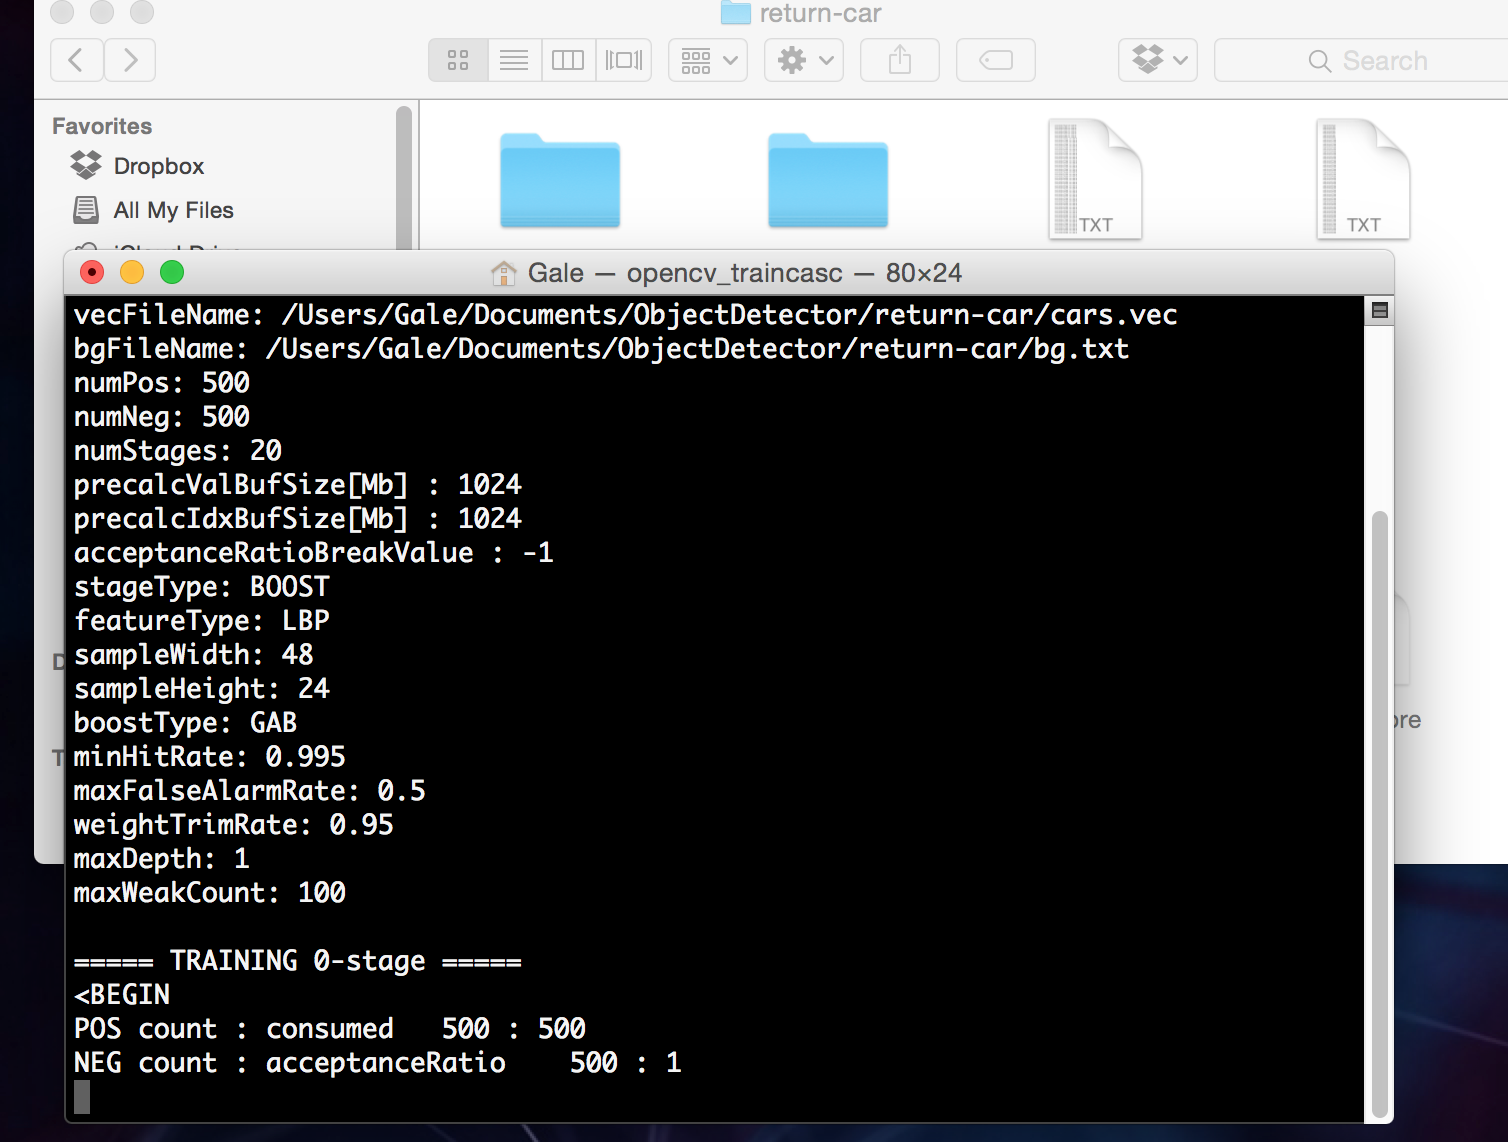 return-car
Search
Favorites
Dropbox
All My Files
TXT
TXT
Gale — opencv_traincasc — 80×24
vecFileName: /Users/Gale/Documents/ObjectDetector/return-car/cars.vec
bgFileName: /Users/Gale/Documents/ObjectDetector/return-car/bg.txt
numPos: 500
numNeg: 500
numStages: 20
precalcValBufSize[Mb] : 1024
precalcIdxBufSize[Mb] : 1024
acceptanceRatioBreakValue : -1
stageType: BOOST
featureType: LBP
sampleWidth: 48
sampleHeight: 24
boostType: GAB
minHitRate: 0.995
maxFalseAlarmRate: 0.5
weightTrimRate: 0.95
maxDepth: 1
maxWeakCount: 100
===== TRAINING 0-stage =====
<BEGIN
POS count : consumed   500 : 500
NEG count : acceptanceRatio    500 : 1